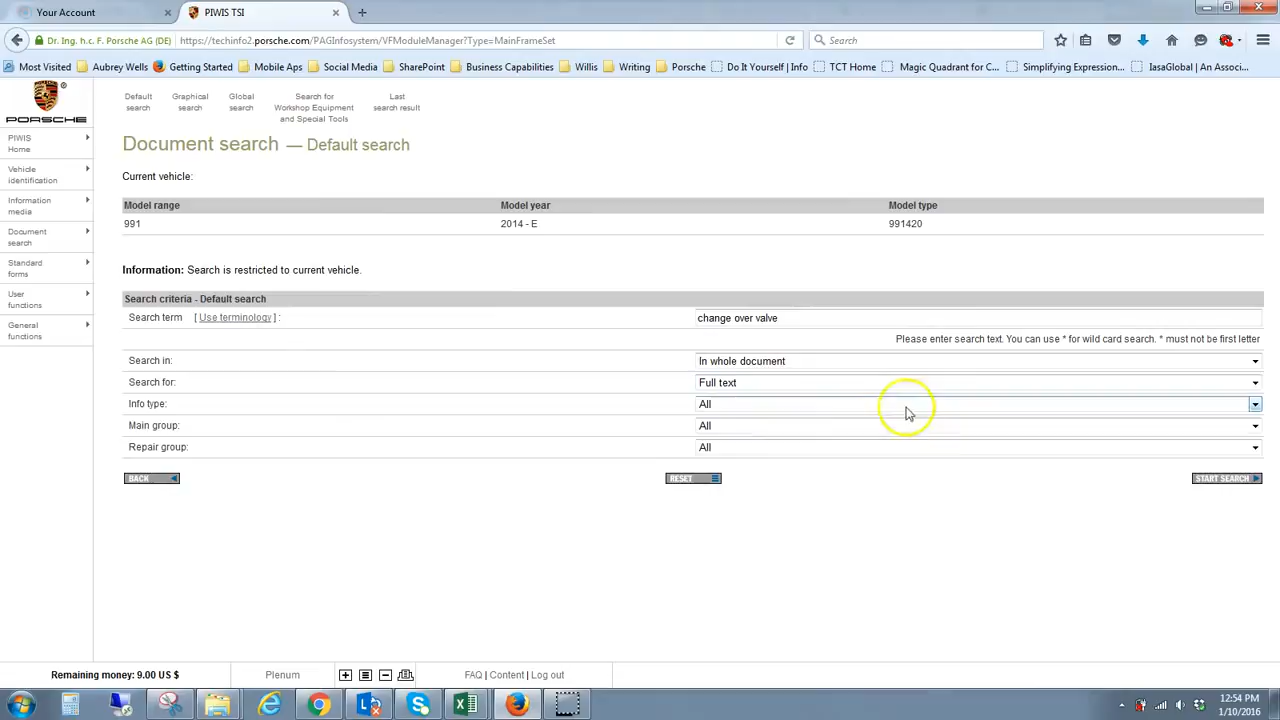 Your Account
PIWIS TSI
Dr. Ing. h.c. F. Porsche AG (DE)
https://techinfo2.porsche.com/PAGInfosystem/VFModuleManager?Type=MainFrameSet
Search
Most Visited
Aubrey Wells
Getting Started
Mobile Aps
Social Media
SharePoint
Business Capabilities
Willis
Writing
Porsche
Do It Yourself | Info
TCT Home
Magic Quadrant for C...
Simplifying Expression...
IasaGlobal | An Associ...
PORSCHE
PIWIS
Home
Vehicle
identification
Information
media
Document
search
Standard
forms
User
functions
General
functions
Default
search
Graphical
search
Global
search
Search for
Workshop Equipment
and Special Tools
Last
search result
Document search — Default search
Current vehicle:
Model range Model year Model type
991 2014 - E 991420
Information: Search is restricted to current vehicle.
Search criteria - Default search
Search term [ Use terminology ] : change over valve
Please enter search text. You can use * for wild card search. * must not be first letter
Search in: In whole document
Search for: Full text
Info type: All
Main group: All
Repair group: All
BACK RESET START SEARCH
Remaining money: 9.00 US $ Plenum FAQ | Content | Log out
12:54 PM
1/10/2016